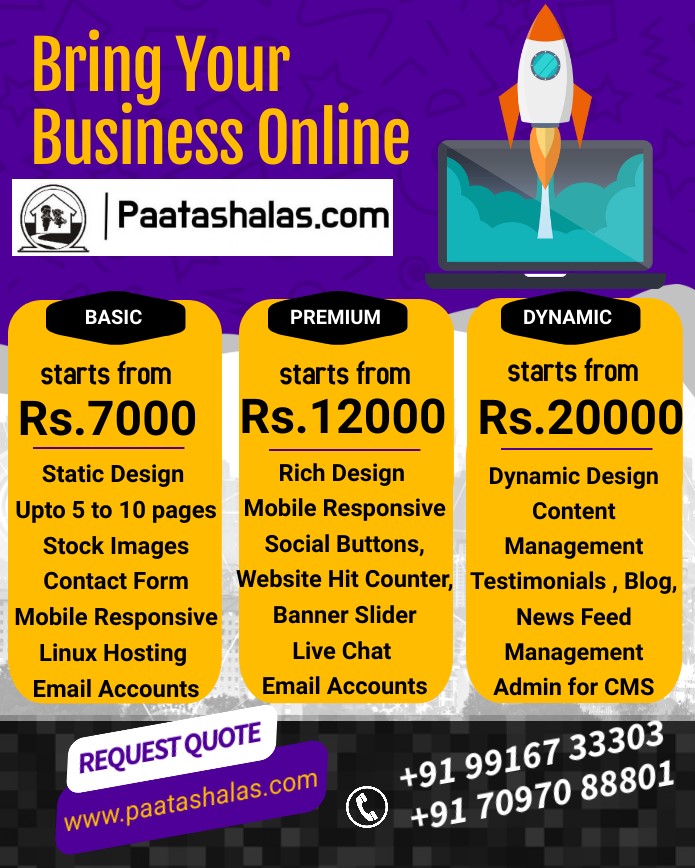 Bring Your
Business Online
Paatashalas.com
BASIC
starts from
Rs.7000
Static Design
Upto 5 to 10 pages
Stock Images
Contact Form
Mobile Responsive
Linux Hosting
Email Accounts
PREMIUM
starts from
Rs.12000
Rich Design
Mobile Responsive
Social Buttons,
Website Hit Counter,
Banner Slider
Live Chat
Email Accounts
DYNAMIC
starts from
Rs.20000
Dynamic Design
Content
Management
Testimonials , Blog,
News Feed
Management
Admin for CMS
REQUEST QUOTE
www.paatashalas.com
+91 99167 33303
+91 70970 88801